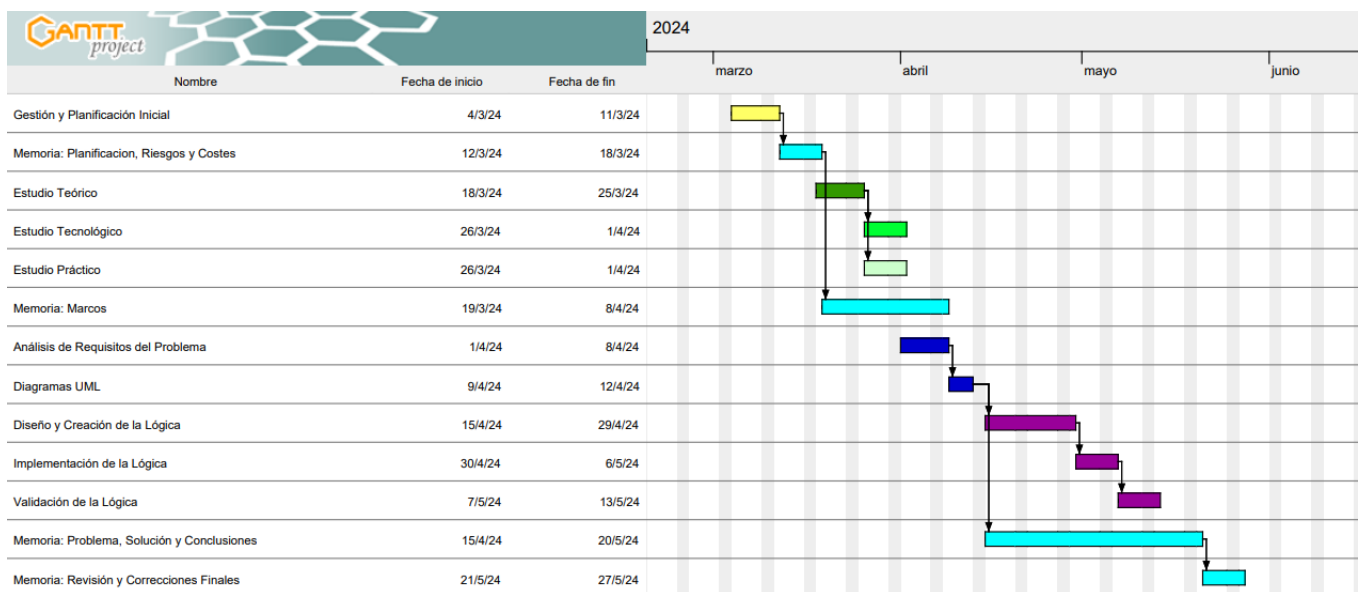 GANTT
project
2024
marzo abril mayo junio
Nombre Fecha de inicio Fecha de fin
Gestión y Planificación Inicial 4/3/24 11/3/24
Memoria: Planificacion, Riesgos y Costes 12/3/24 18/3/24
Estudio Teórico 18/3/24 25/3/24
Estudio Tecnológico 26/3/24 1/4/24
Estudio Práctico 26/3/24 1/4/24
Memoria: Marcos 19/3/24 8/4/24
Análisis de Requisitos del Problema 1/4/24 8/4/24
Diagramas UML 9/4/24 12/4/24
Diseño y Creación de la Lógica 15/4/24 29/4/24
Implementación de la Lógica 30/4/24 6/5/24
Validación de la Lógica 7/5/24 13/5/24
Memoria: Problema, Solución y Conclusiones 15/4/24 20/5/24
Memoria: Revisión y Correcciones Finales 21/5/24 27/5/24